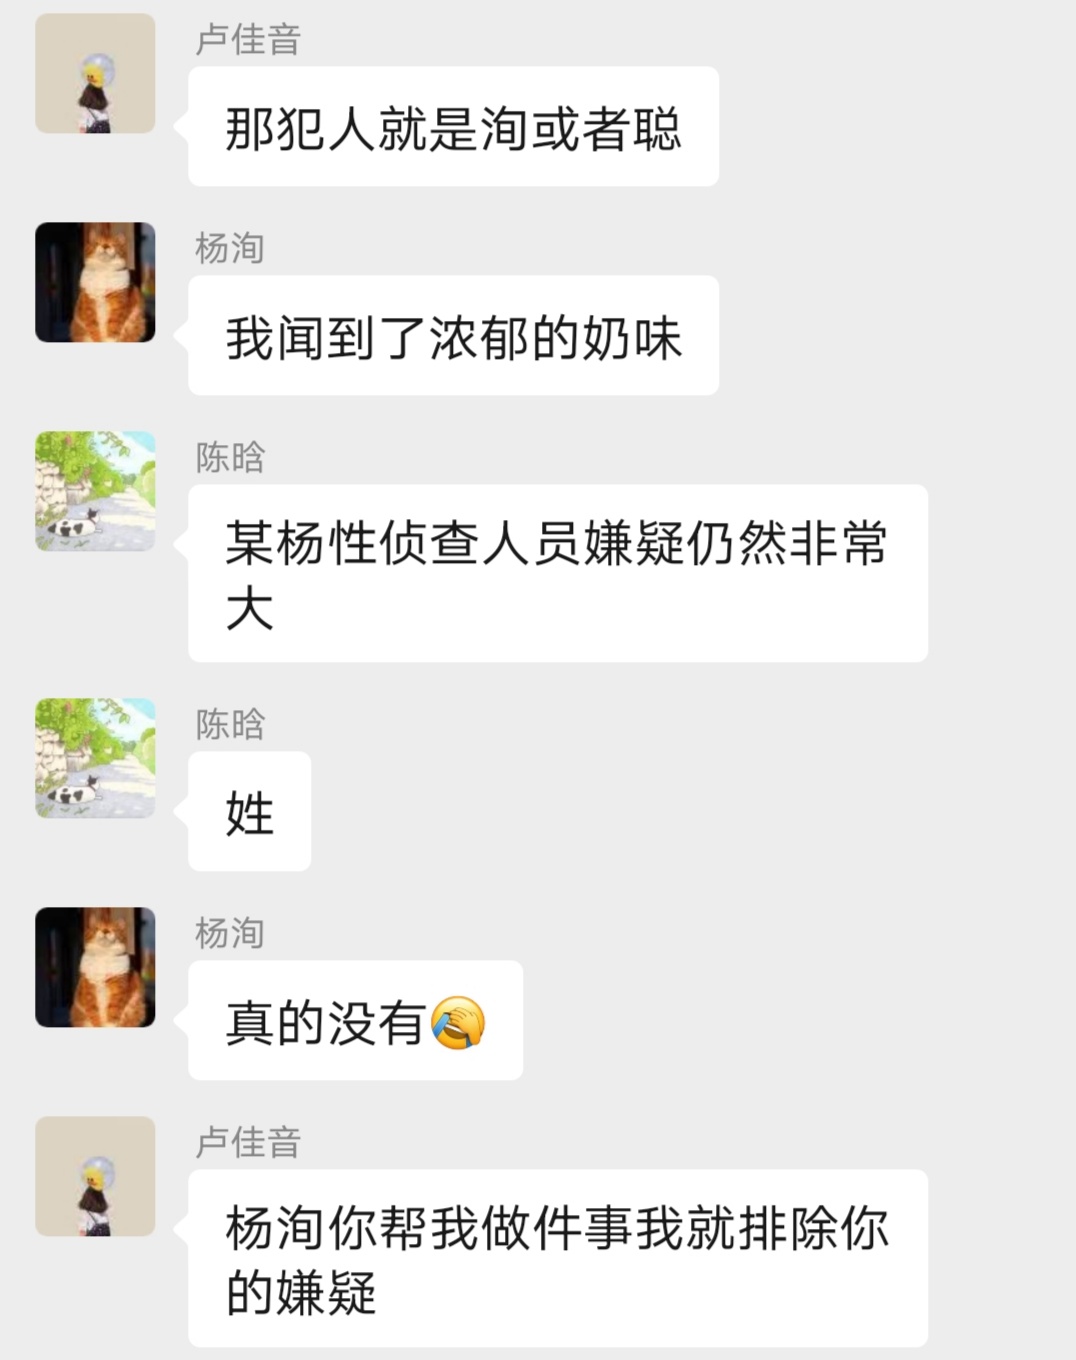 卢佳音
那犯人就是洵或者聪
杨洵
我闻到了浓郁的奶味
陈晗
某杨性侦查人员嫌疑仍然非常
大
陈晗
姓
杨洵
真的没有🤦
卢佳音
杨洵你帮我做件事我就排除你
的嫌疑